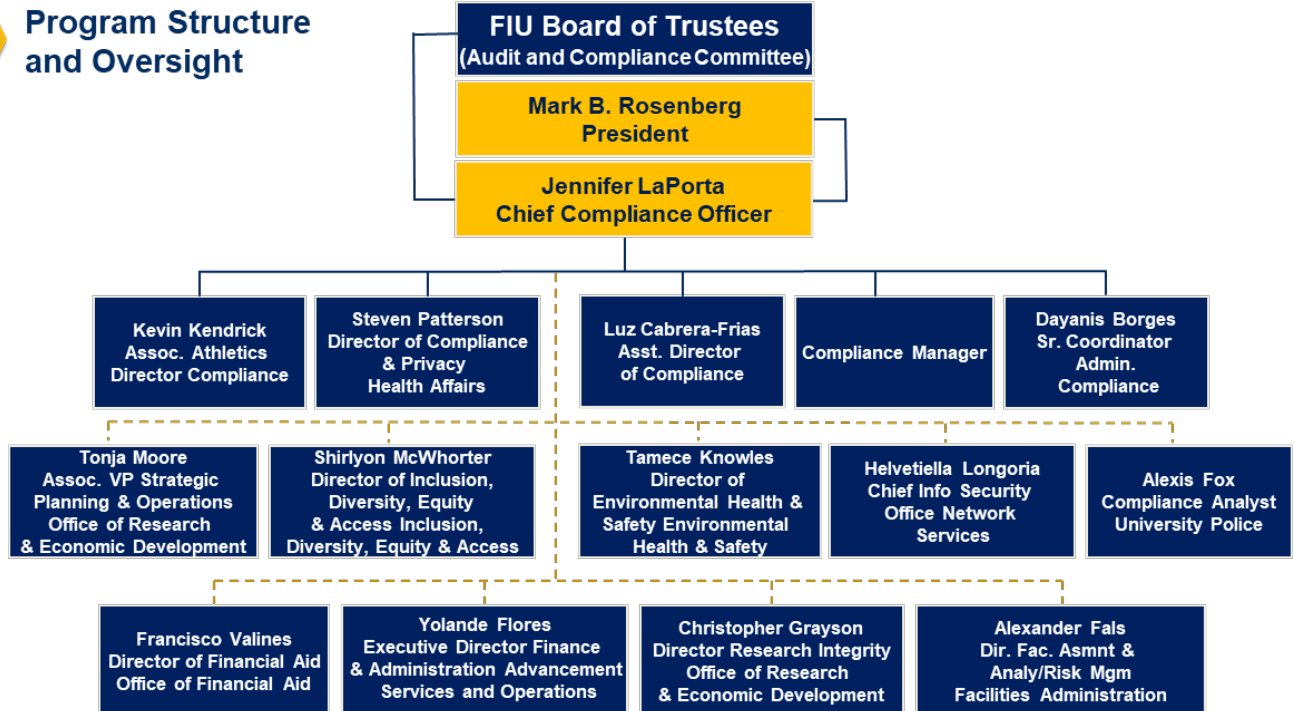 Program Structure
and Oversight
FIU Board of Trustees
(Audit and Compliance Committee)
Mark B. Rosenberg
President
Jennifer LaPorta
Chief Compliance Officer
Kevin Kendrick
Assoc. Athletics
Director Compliance
Steven Patterson
Director of Compliance
& Privacy
Health Affairs
Luz Cabrera-Frias
Asst. Director
of Compliance
Compliance Manager
Dayanis Borges
Sr. Coordinator
Admin.
Compliance
Tonja Moore
Assoc. VP Strategic
Planning & Operations
Office of Research
& Economic Development
Shirlyon McWhorter
Director of Inclusion,
Diversity, Equity
& Access Inclusion,
Diversity, Equity & Access
Tamece Knowles
Director of
Environmental Health &
Safety Environmental
Health & Safety
Helvetiella Longoria
Chief Info Security
Office Network
Services
Alexis Fox
Compliance Analyst
University Police
Francisco Valines
Director of Financial Aid
Office of Financial Aid
Yolande Flores
Executive Director Finance
& Administration Advancement
Services and Operations
Christopher Grayson
Director Research Integrity
Office of Research
& Economic Development
Alexander Fals
Dir. Fac. Asmnt &
Analy/Risk Mgm
Facilities Administration